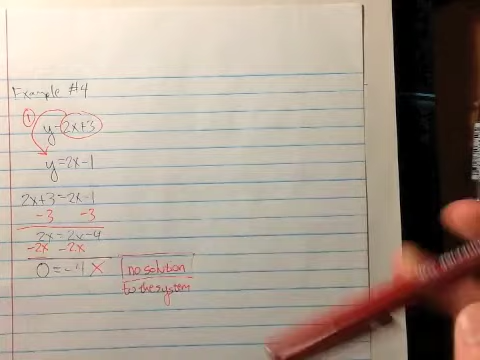 Example #4
① y=2x+3
y=2x-1
2x+3=2x-1
-3 -3
2x=2x-4
-2x -2x
0=-4 X no solution
to the system